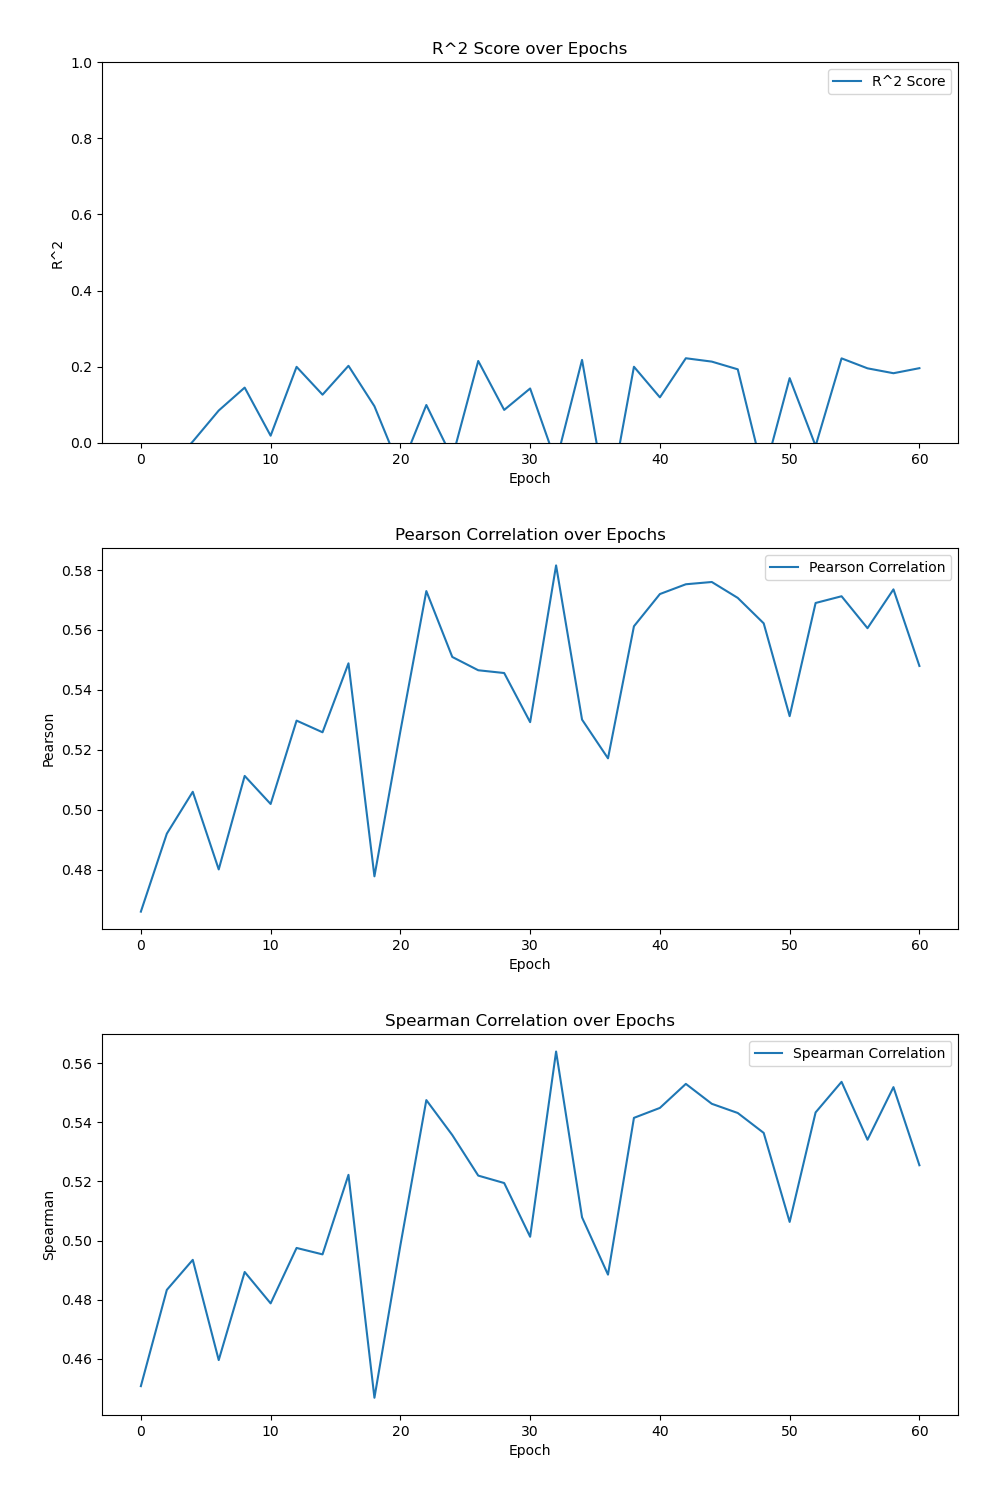 R^2 Score over Epochs
1.0
R^2 Score
0.8
0.6
R^2
0.4
0.2
0.0
0 10 20 30 40 50 60
Epoch
Pearson Correlation over Epochs
0.58
Pearson Correlation
0.56
0.54
Pearson
0.52
0.50
0.48
0 10 20 30 40 50 60
Epoch
Spearman Correlation over Epochs
0.56
Spearman Correlation
0.54
0.52
Spearman
0.50
0.48
0.46
0 10 20 30 40 50 60
Epoch